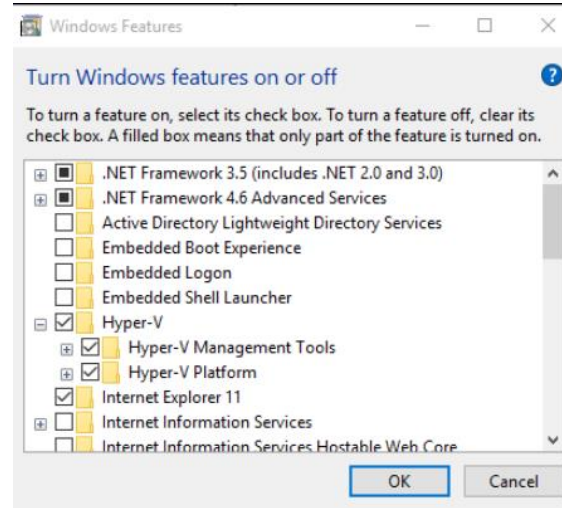 Windows Features
Turn Windows features on or off
?
To turn a feature on, select its check box. To turn a feature off, clear its
check box. A filled box means that only part of the feature is turned on.
.NET Framework 3.5 (includes .NET 2.0 and 3.0)
.NET Framework 4.6 Advanced Services
Active Directory Lightweight Directory Services
Embedded Boot Experience
Embedded Logon
Embedded Shell Launcher
Hyper-V
Hyper-V Management Tools
Hyper-V Platform
Internet Explorer 11
Internet Information Services
Internet Information Services Hostable Web Core
OK Cancel